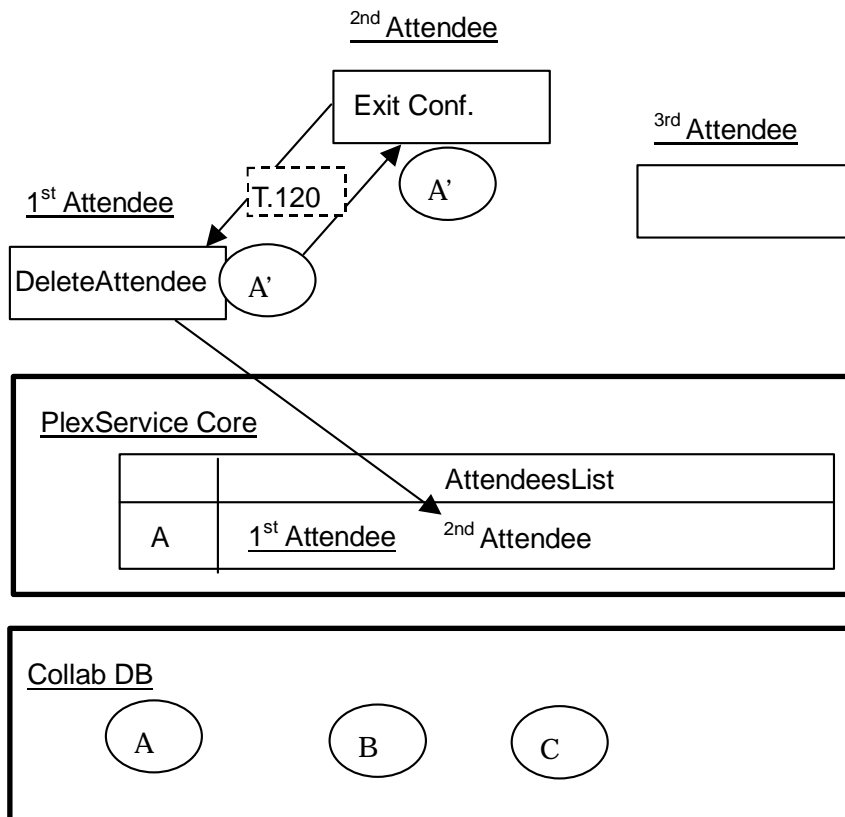 2nd Attendee
Exit Conf.
3rd Attendee
T.120
A’
1st Attendee
DeleteAttendee
A’
PlexService Core
AttendeesList
A
1st Attendee
2nd Attendee
Collab DB
A
B
C